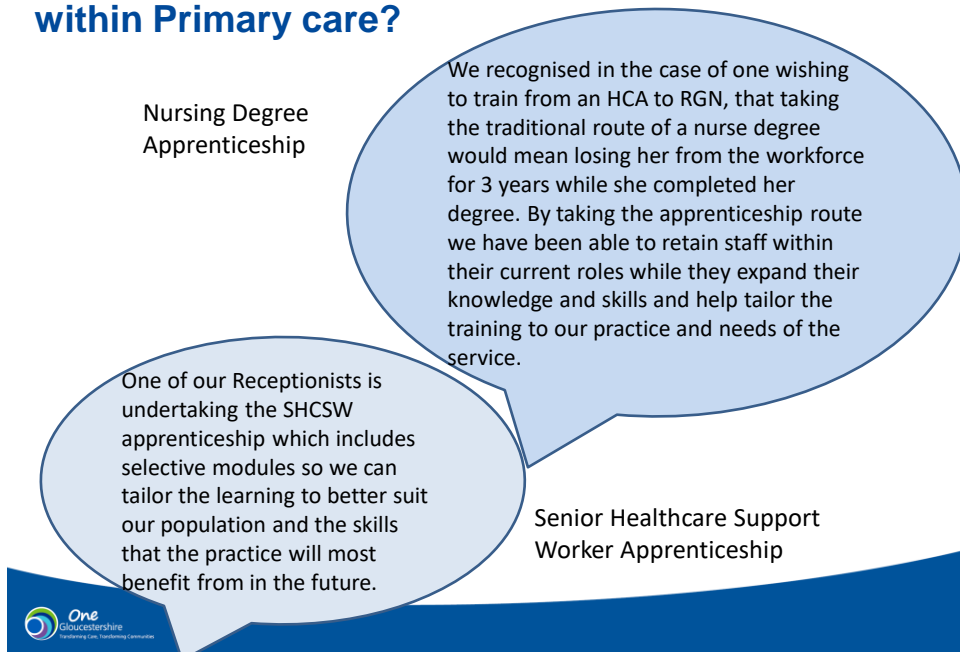 within Primary care?
Nursing Degree
Apprenticeship
We recognised in the case of one wishing
to train from an HCA to RGN, that taking
the traditional route of a nurse degree
would mean losing her from the workforce
for 3 years while she completed her
degree. By taking the apprenticeship route
we have been able to retain staff within
their current roles while they expand their
knowledge and skills and help tailor the
training to our practice and needs of the
service.
One of our Receptionists is
undertaking the SHCSW
apprenticeship which includes
selective modules so we can
tailor the learning to better suit
our population and the skills
that the practice will most
benefit from in the future.
Senior Healthcare Support
Worker Apprenticeship
One
Gloucestershire
Transforming Care, Transforming Communities